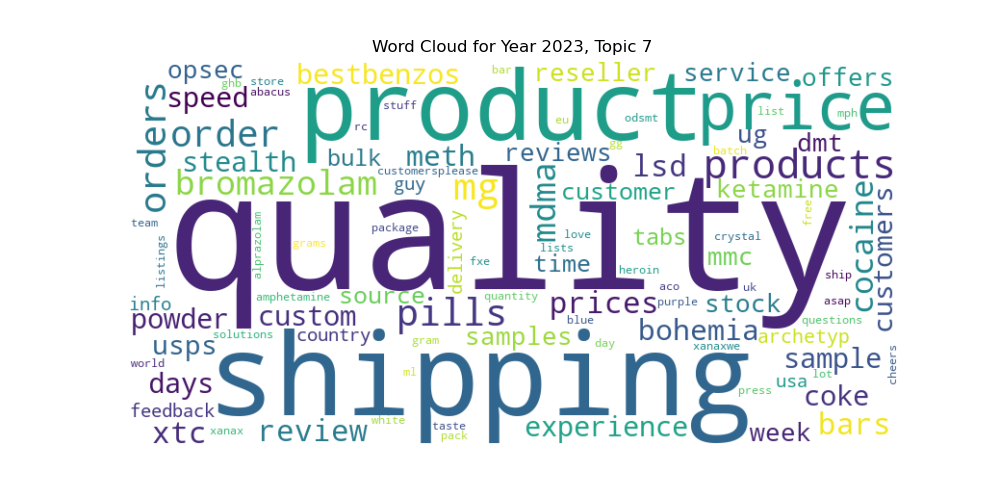 Word Cloud for Year 2023, Topic 7
opsec bestbenzos bar reseller service offers
ghb store abacus
speed stuff product price eu list mph
orders order rc odsmt gg ug batch dmt
stealth bulk meth reviews lsd products
customersplease
bromazolam guy mg mdma customer ketamine cocaine
team package quality love tabs crystal free customers
listings alprazolam grams delivery lists mmc
fxe time heroin ship
info amphetamine source quantity prices aco purple uk stock asap
powder custom pills blue bohemia questions
solutions country samples day archetyp
usps gram xanaxwe sample cheers
world days shipping ml press usa lot
feedback white coke
xtc xanax review taste pack experience week bars